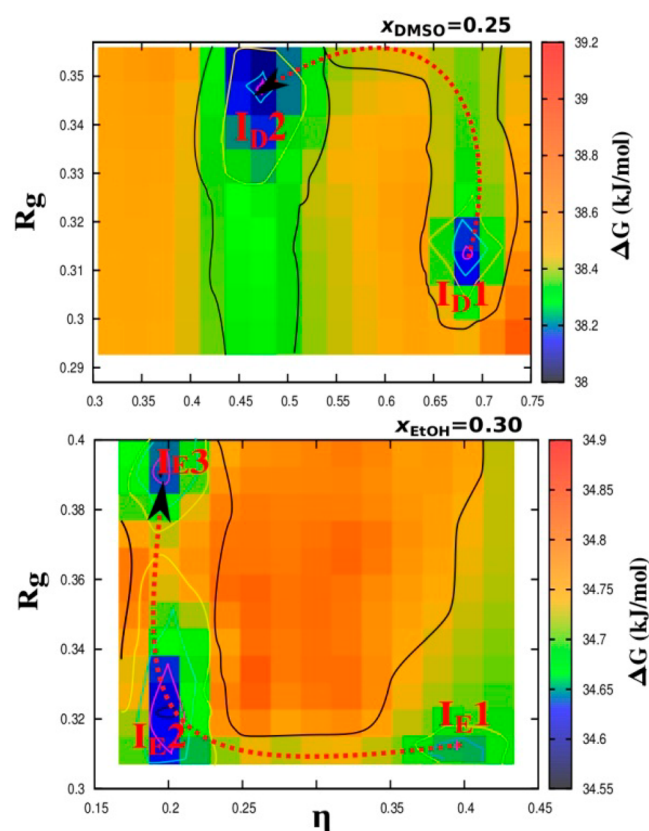 x_DMSO=0.25
0.35
0.34
0.33
0.32
0.31
0.3
0.29
R_g
I_D2
I_D1
0.3 0.35 0.4 0.45 0.5 0.55 0.6 0.65 0.7 0.75
39.2
39
38.8
38.6
38.4
38.2
38
ΔG (kJ/mol)
x_EtOH=0.30
0.4
0.38
0.36
0.34
0.32
0.3
R_g
I_E3
I_E2
I_E1
0.15 0.2 0.25 0.3 0.35 0.4 0.45
η
34.9
34.85
34.8
34.75
34.7
34.65
34.6
34.55
ΔG (kJ/mol)